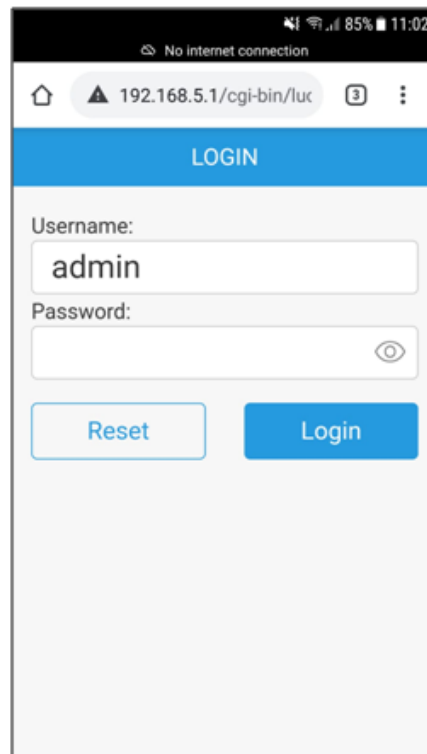 85% 11:02
No internet connection
192.168.5.1/cgi-bin/luc 3
LOGIN
Username:
admin
Password:
Reset Login